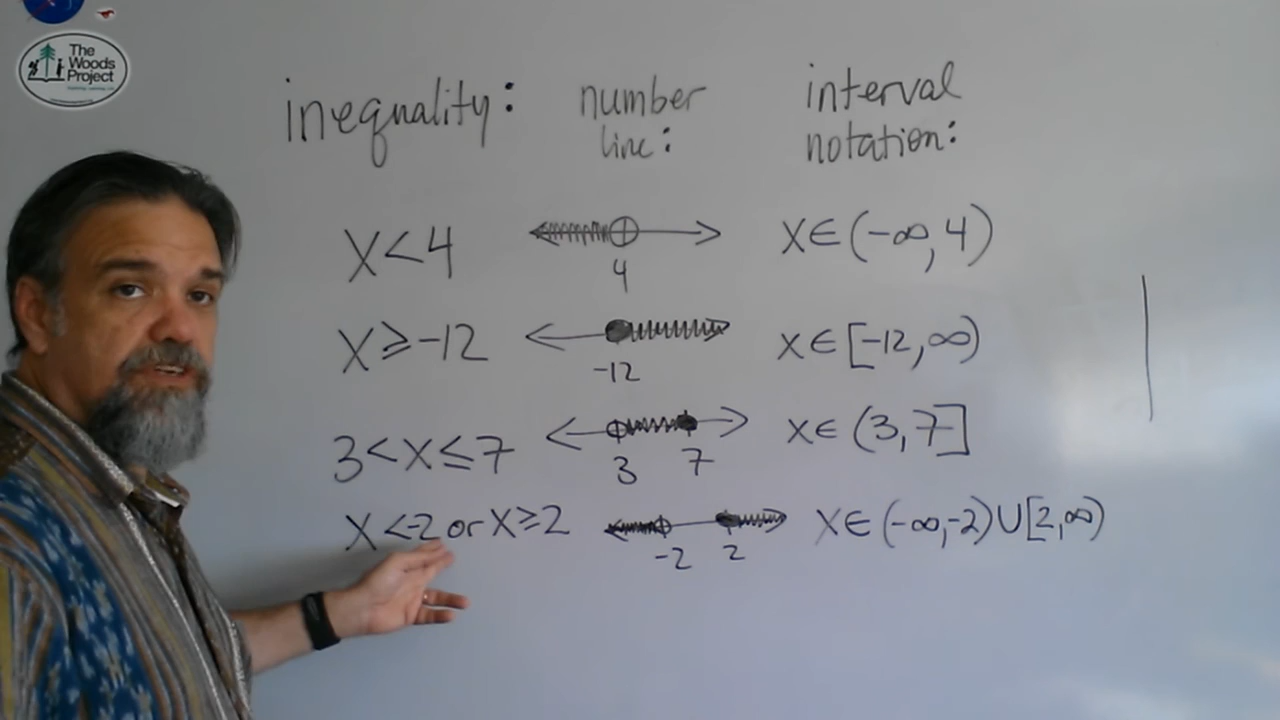 The
Woods
Project
inequality: number line: interval notation:
X<4 4 X∈(-∞,4)
X≥-12 -12 X∈[-12,∞)
3<X≤7 3 7 X∈(3,7]
X<-2 or X≥2 -2 2 X∈(-∞,-2)∪[2,∞)